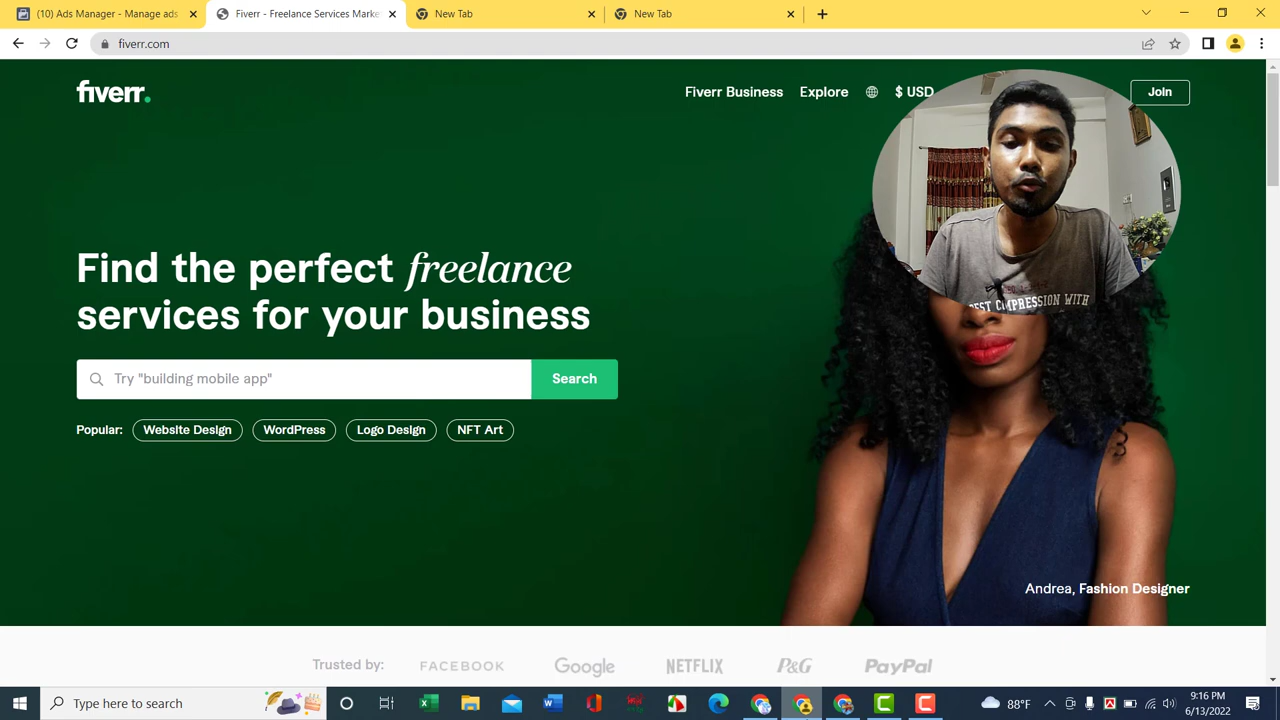 (10) Ads Manager - Manage ads
Fiverr - Freelance Services Marke
New Tab
New Tab
fiverr.com
fiverr.
Fiverr Business
Explore
$ USD
Join
Find the perfect freelance
services for your business
Try "building mobile app"
Search
Popular:
Website Design
WordPress
Logo Design
NFT Art
COMPRESSION WITH
Andrea, Fashion Designer
Trusted by:
FACEBOOK
Google
NETFLIX
P&G
PayPal
Type here to search
88°F
9:16 PM
6/13/2022